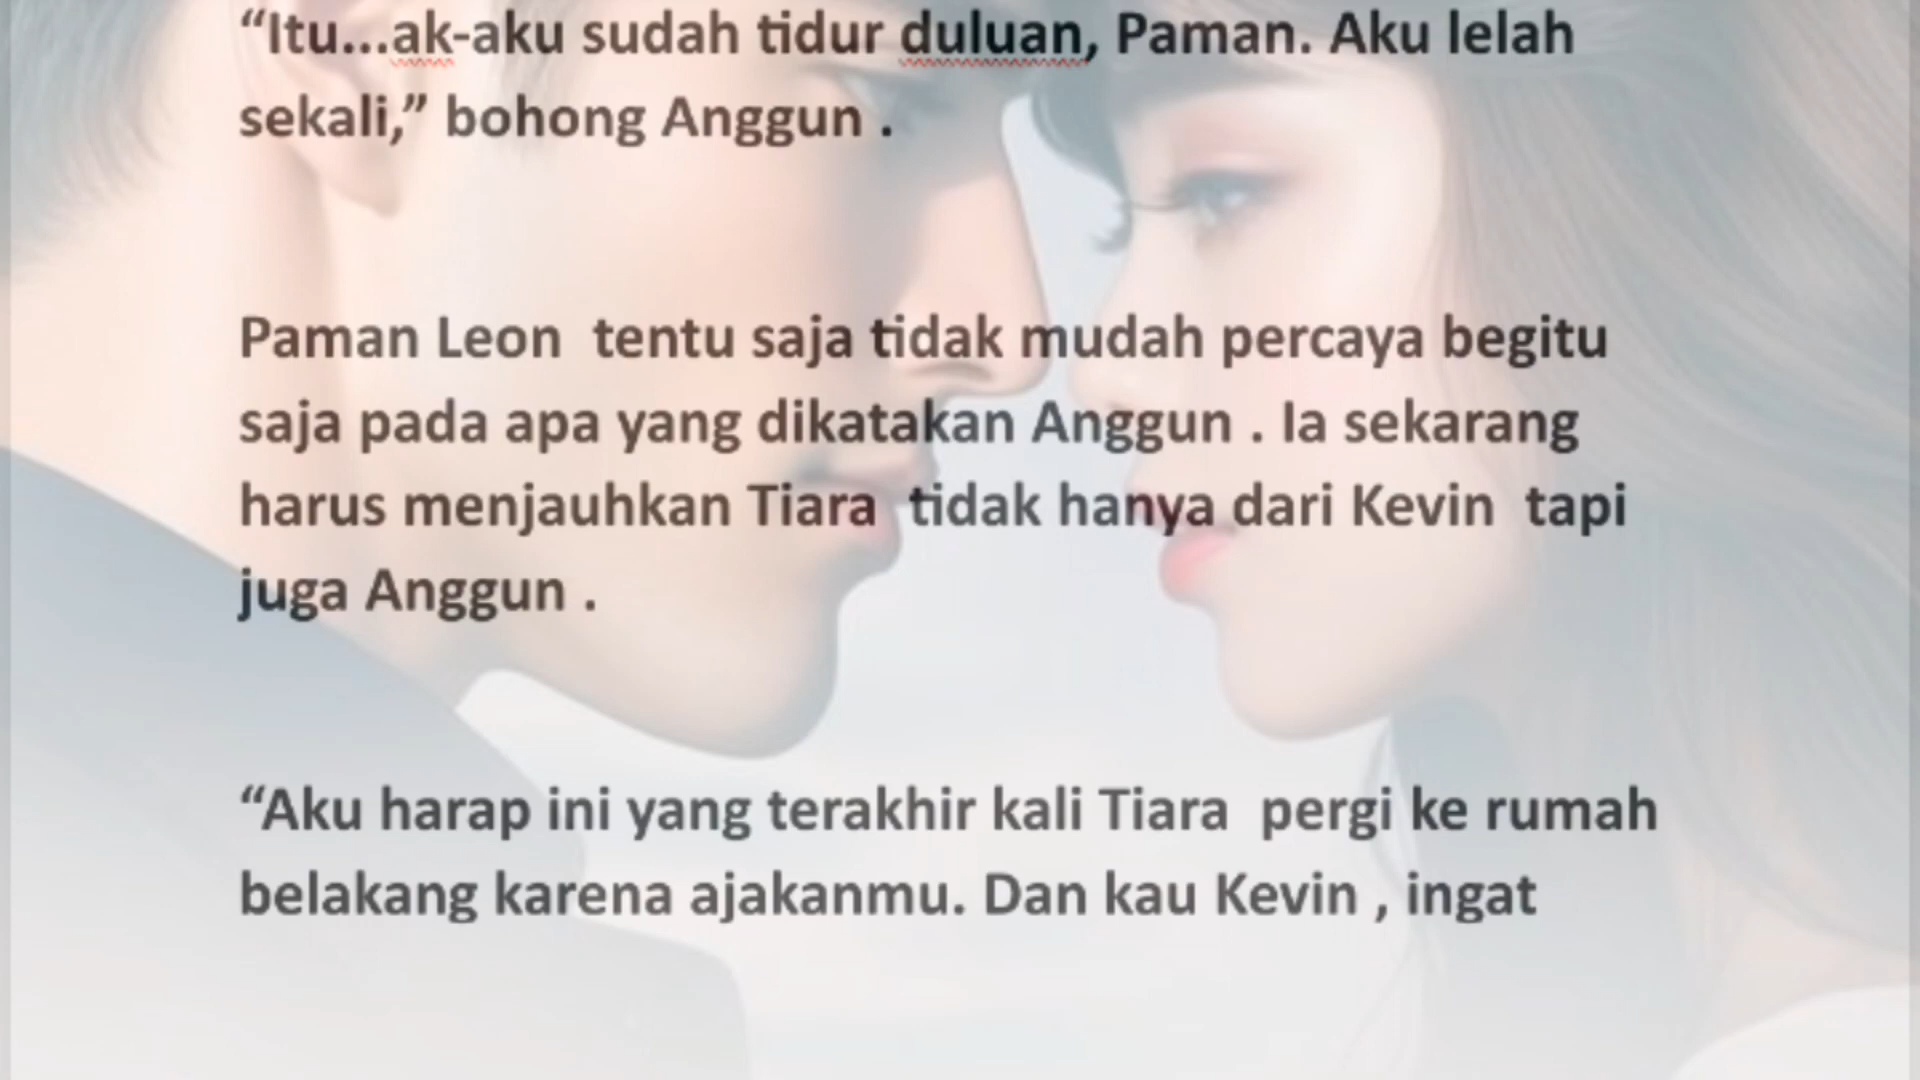 “Itu...ak-aku sudah tidur duluan, Paman. Aku lelah
sekali,” bohong Anggun .
Paman Leon  tentu saja tidak mudah percaya begitu
saja pada apa yang dikatakan Anggun . Ia sekarang
harus menjauhkan Tiara  tidak hanya dari Kevin  tapi
juga Anggun .
“Aku harap ini yang terakhir kali Tiara  pergi ke rumah
belakang karena ajakanmu. Dan kau Kevin , ingat